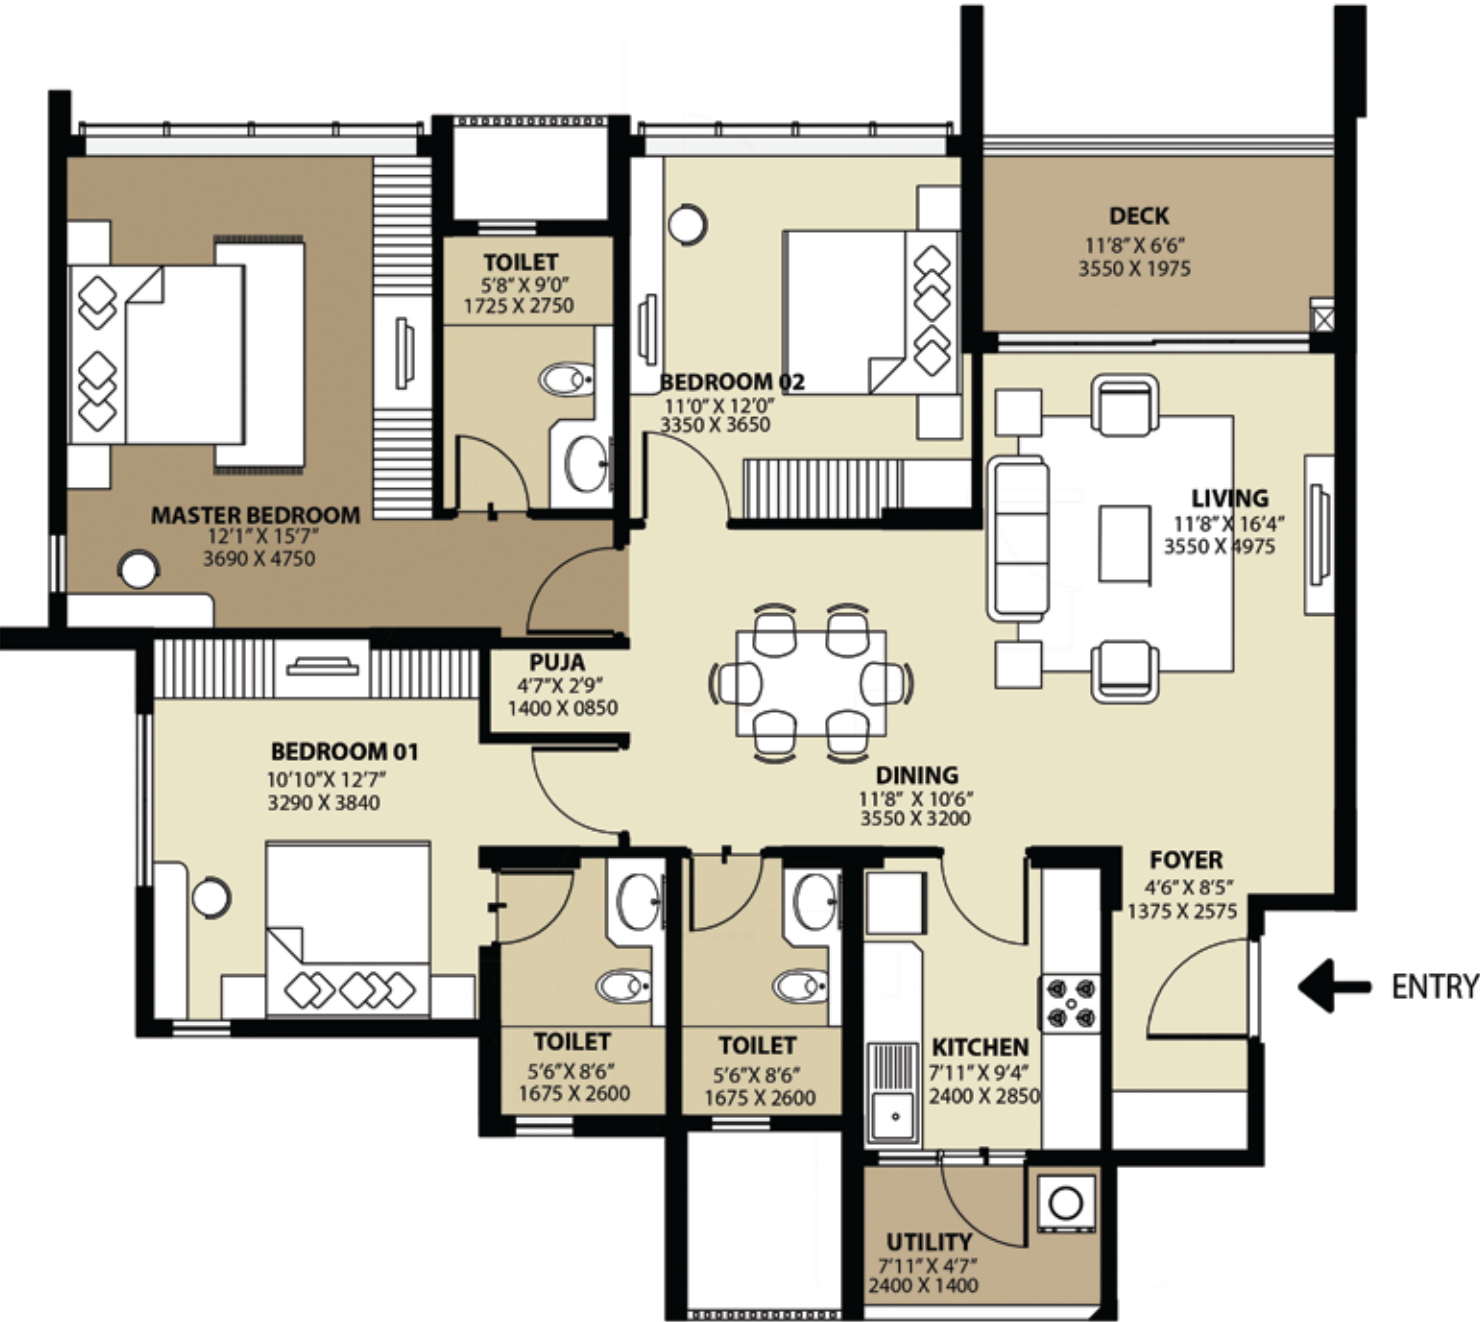 DECK
11'8" X 6'6"
3550 X 1975
TOILET
5'8" X 9'0"
1725 X 2750
BEDROOM 02
11'0" X 12'0"
3350 X 3650
MASTER BEDROOM
12'1" X 15'7"
3690 X 4750
LIVING
11'8" X 16'4"
3550 X 4975
PUJA
4'7" X 2'9"
1400 X 0850
BEDROOM 01
10'10" X 12'7"
3290 X 3840
DINING
11'8" X 10'6"
3550 X 3200
FOYER
4'6" X 8'5"
1375 X 2575
ENTRY
TOILET
5'6" X 8'6"
1675 X 2600
TOILET
5'6" X 8'6"
1675 X 2600
KITCHEN
7'11" X 9'4"
2400 X 2850
UTILITY
7'11" X 4'7"
2400 X 1400